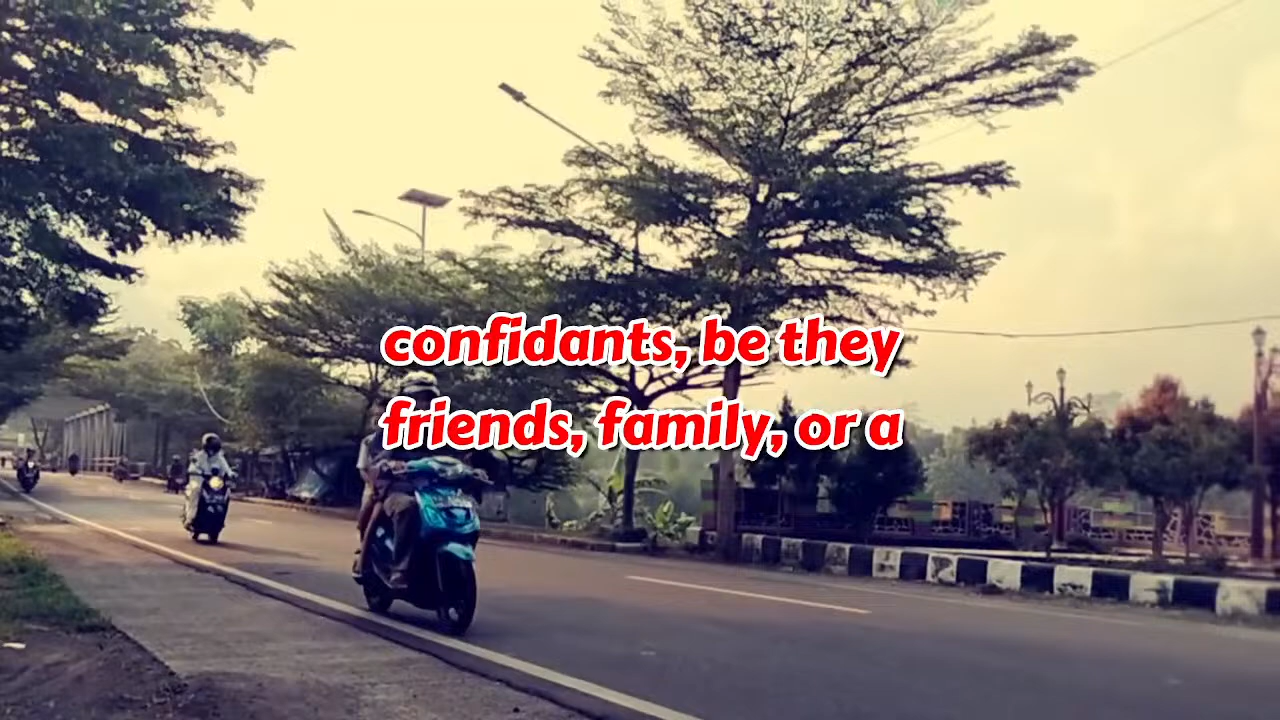 confidants, be they
friends, family, or a